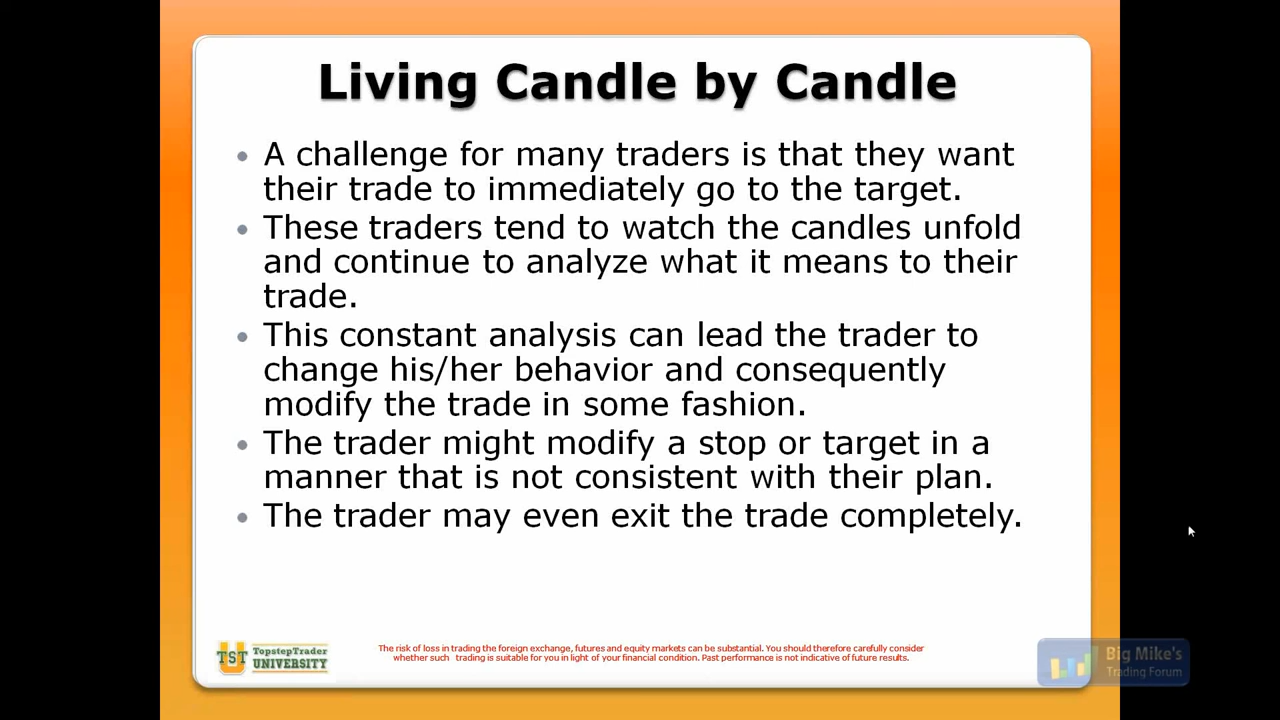 Living Candle by Candle
• A challenge for many traders is that they want
their trade to immediately go to the target.
• These traders tend to watch the candles unfold
and continue to analyze what it means to their
trade.
• This constant analysis can lead the trader to
change his/her behavior and consequently
modify the trade in some fashion.
• The trader might modify a stop or target in a
manner that is not consistent with their plan.
• The trader may even exit the trade completely.
U
TST
TopstepTrader
UNIVERSITY
The risk of loss in trading the foreign exchange, futures and equity markets can be substantial. You should therefore carefully consider
whether such trading is suitable for you in light of your financial condition. Past performance is not indicative of future results.
Big Mike's
Trading Forum